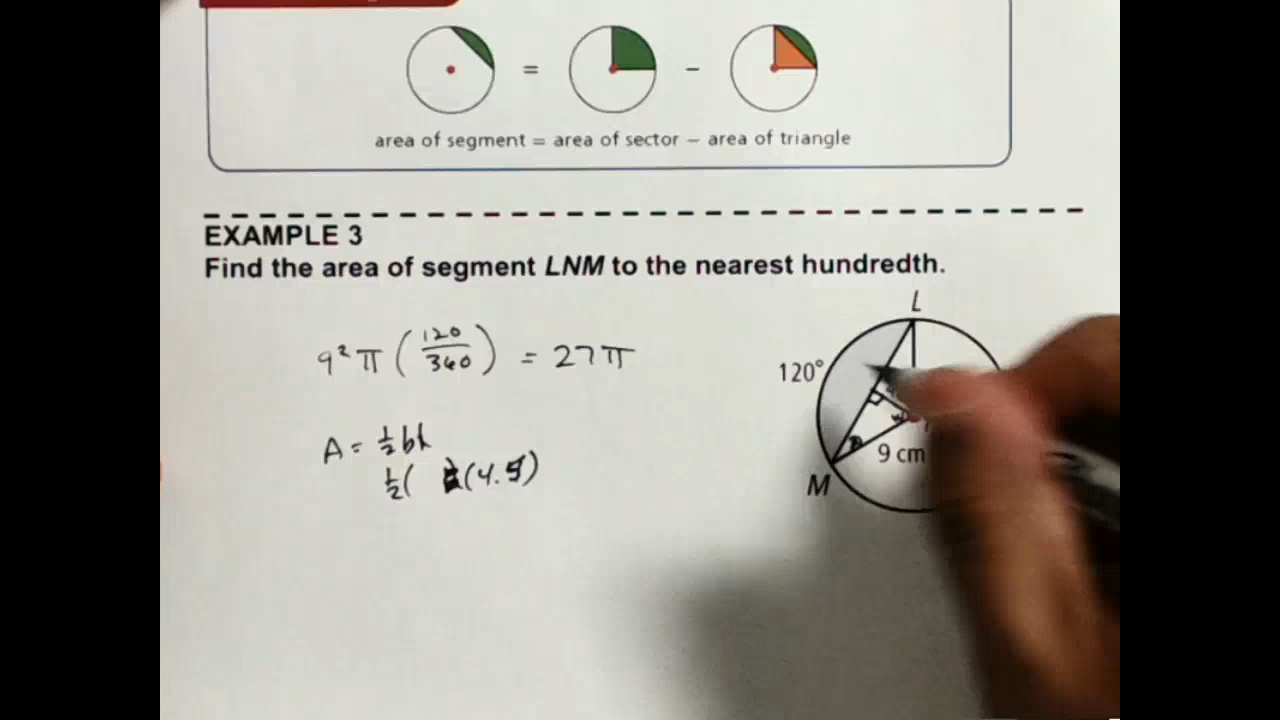 area of segment = area of sector − area of triangle
EXAMPLE 3
Find the area of segment LNM to the nearest hundredth.
9²π(120/360) = 27π
A = ½bh
½( (4.5)
L
120°
9 cm
M